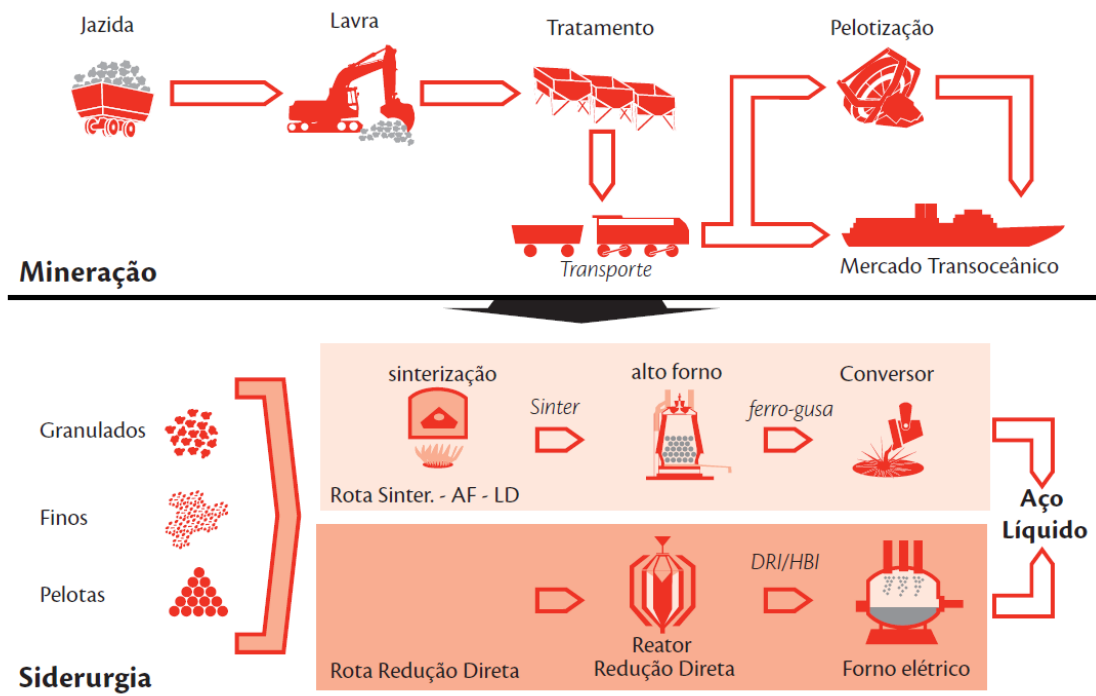 Jazida
Lavra
Tratamento
Pelotização
Transporte
Mercado Transoceânico
Mineração
sinterização
Sinter
alto forno
ferro-gusa
Conversor
Granulados
Finos
Pelotas
Rota Sinter. - AF - LD
Aço
Líquido
DRI/HBI
Reator
Redução Direta
Forno elétrico
Rota Redução Direta
Siderurgia